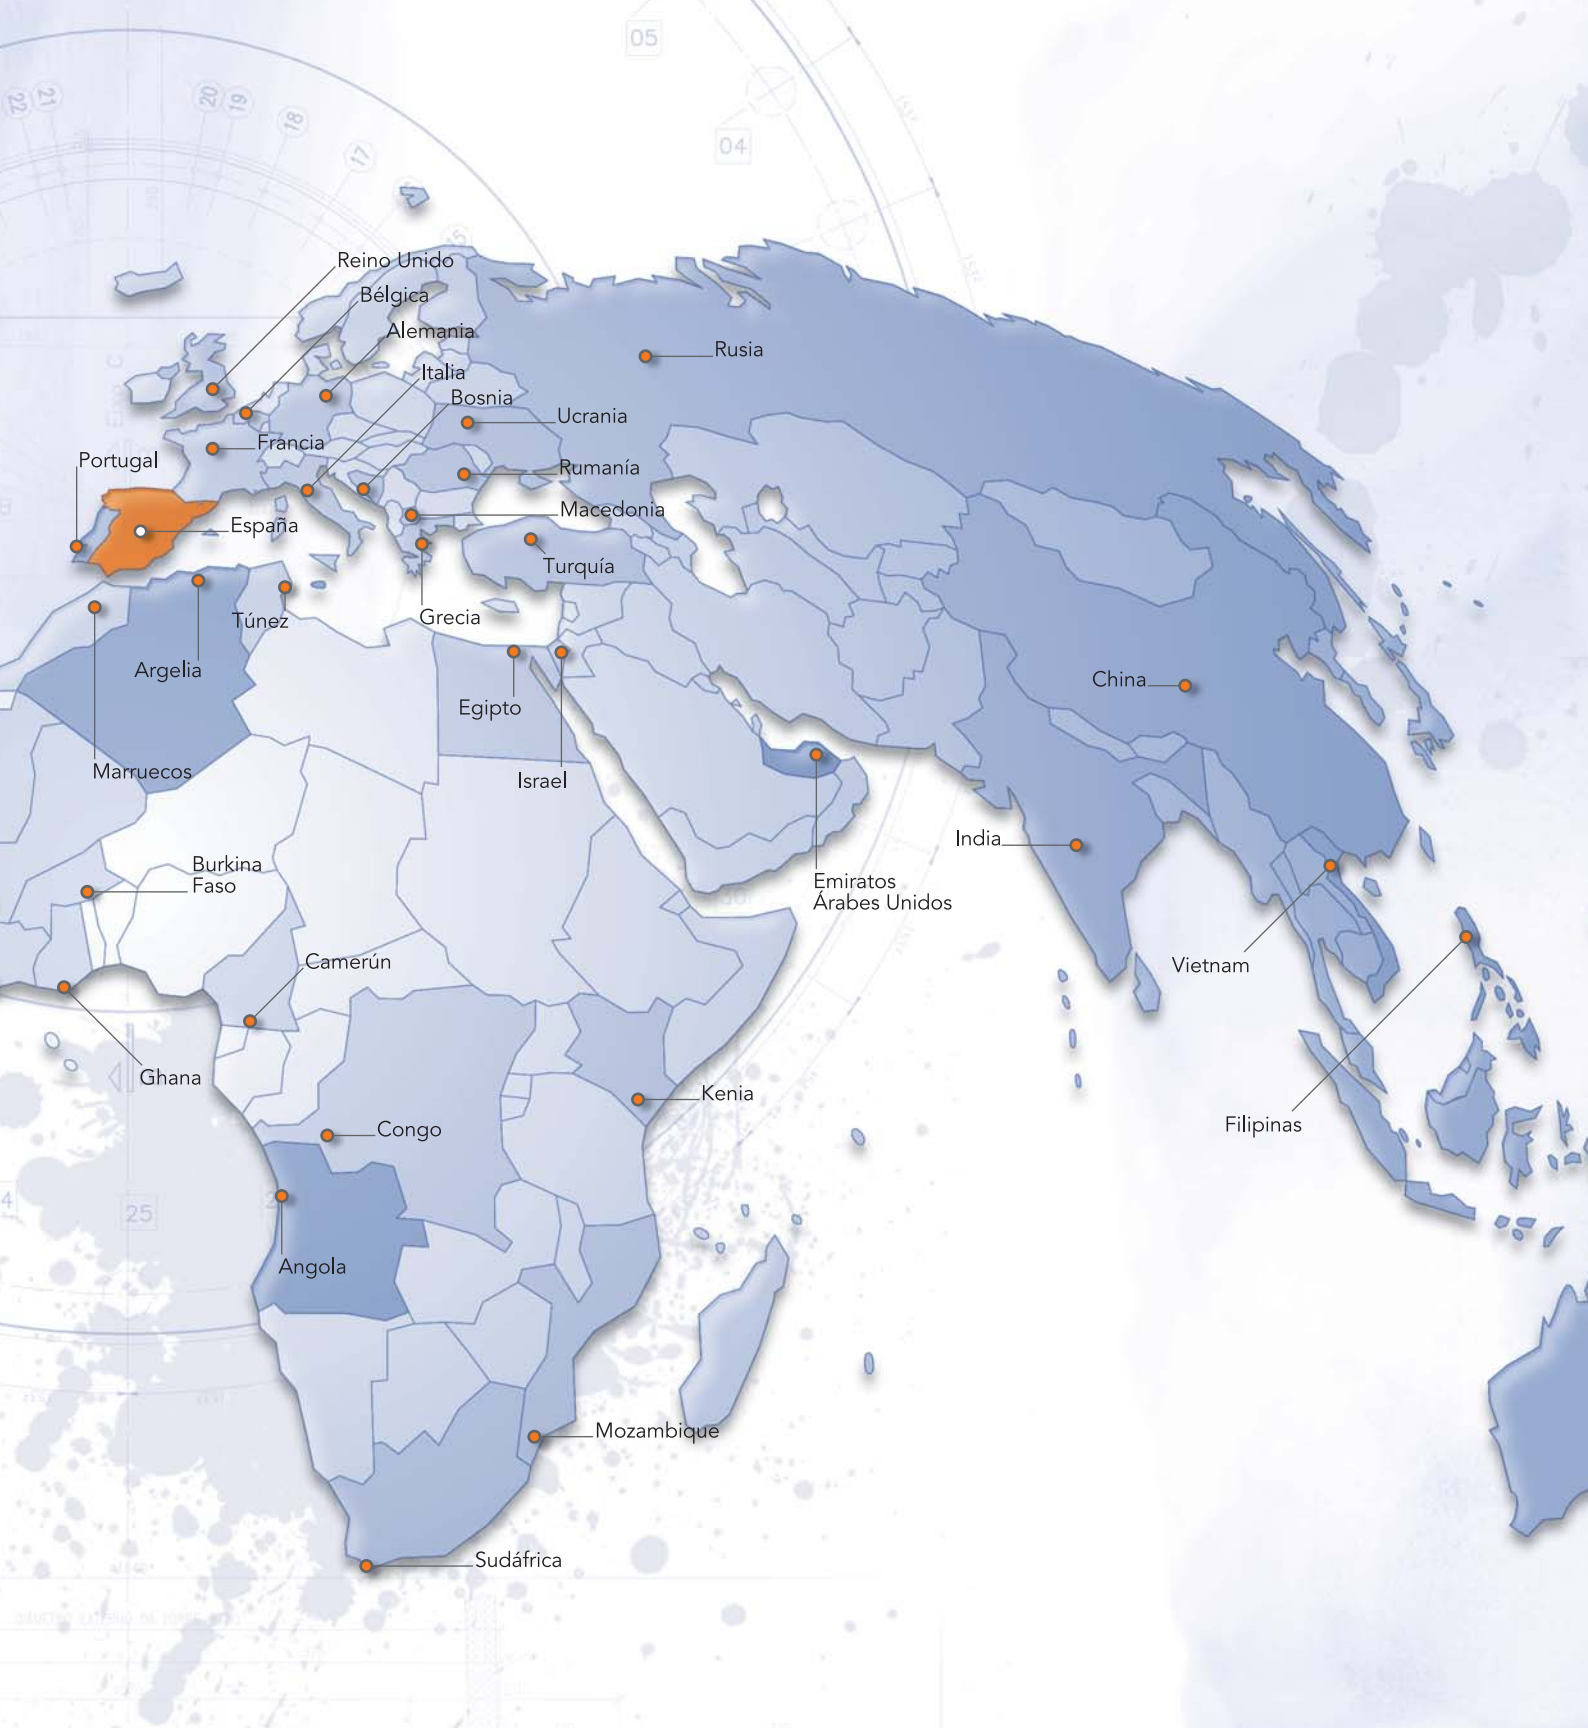 05
22
21
20
19
18
17
04
15
Reino Unido
Bélgica
Alemania
Rusia
Italia
Bosnia
Ucrania
Francia
Portugal
Rumanía
Macedonia
España
Turquía
Grecia
Túnez
Argelia
China
Egipto
Marruecos
Israel
India
Burkina
Faso
Emiratos
Árabes Unidos
Camerún
Vietnam
Ghana
Kenia
Congo
Filipinas
25
Angola
Mozambique
Sudáfrica